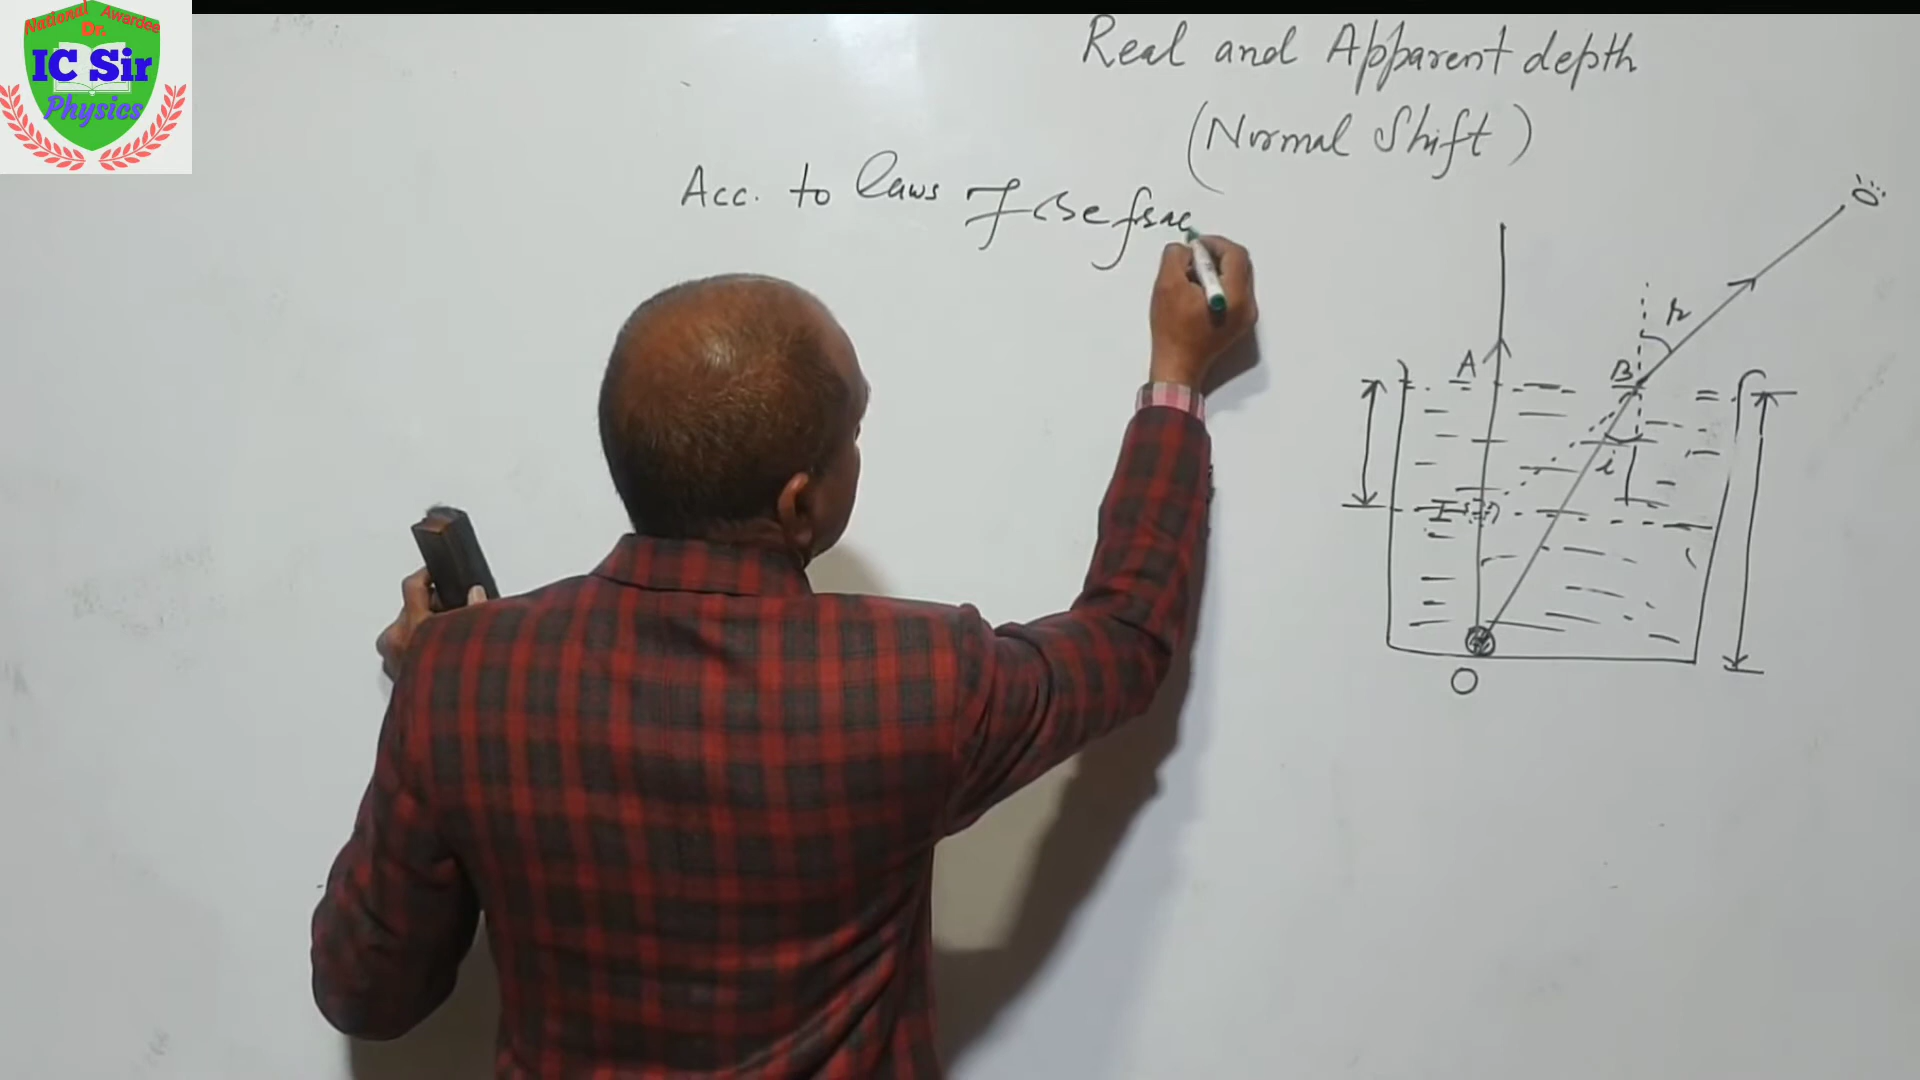 National Awardee
Dr.
IC Sir
Physics
Real and Apparent depth
(Normal Shift)
Acc. to laws of refrac
r
A
B
i
I
O